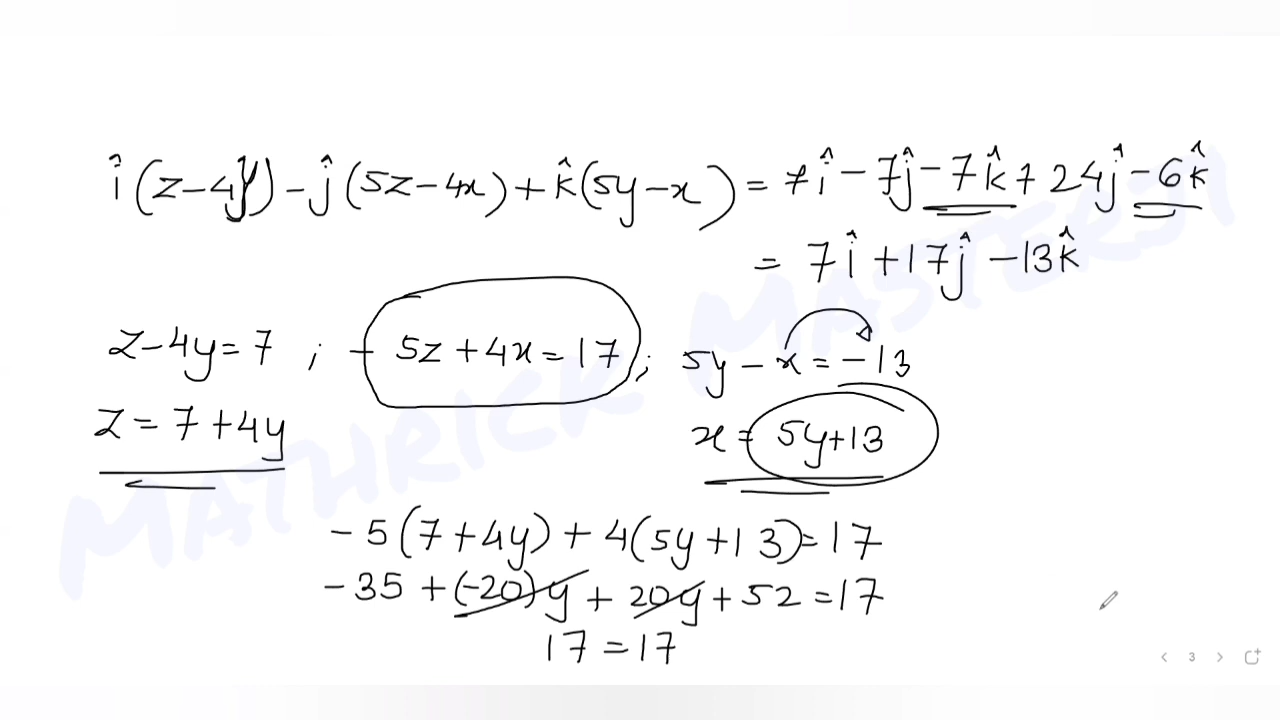 î(z-4y)-ĵ(5z-4x)+k̂(5y-x)=7î-7ĵ-7k̂+24ĵ-6k̂
=7î+17ĵ-13k̂
z-4y=7 ; -5z+4x=17 ; 5y-x=-13
z=7+4y x=5y+13
-5(7+4y)+4(5y+13)=17
-35+(-20)y+20y+52=17
17=17
MATHRICK MASTERS1
< 3 >